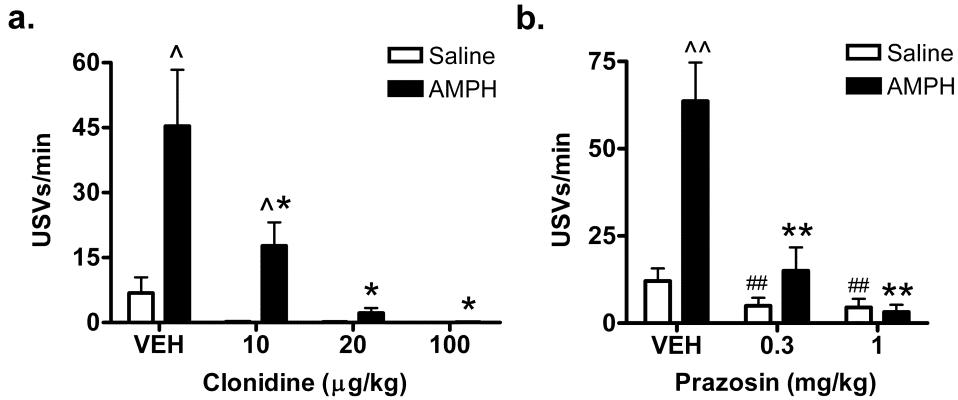 a.
^
Saline
AMPH
60
45
30
15
0
USVs/min
^*
*
*
VEH 10 20 100
Clonidine (μg/kg)
b.
^^
Saline
AMPH
75
50
25
0
USVs/min
##
**
##
**
VEH 0.3 1
Prazosin (mg/kg)